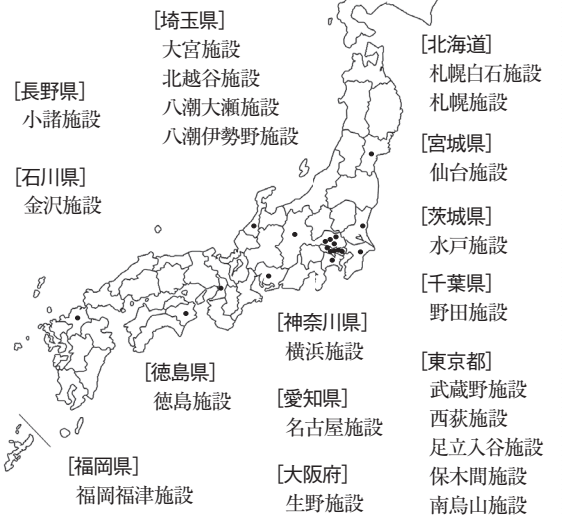 [埼玉県]
大宮施設
北越谷施設
八潮大瀬施設
八潮伊勢野施設
[長野県]
小諸施設
[石川県]
金沢施設
[北海道]
札幌白石施設
札幌施設
[宮城県]
仙台施設
[茨城県]
水戸施設
[千葉県]
野田施設
[東京都]
武蔵野施設
西荻施設
足立入谷施設
保木間施設
南烏山施設
[神奈川県]
横浜施設
[愛知県]
名古屋施設
[大阪府]
生野施設
[徳島県]
徳島施設
[福岡県]
福岡福津施設